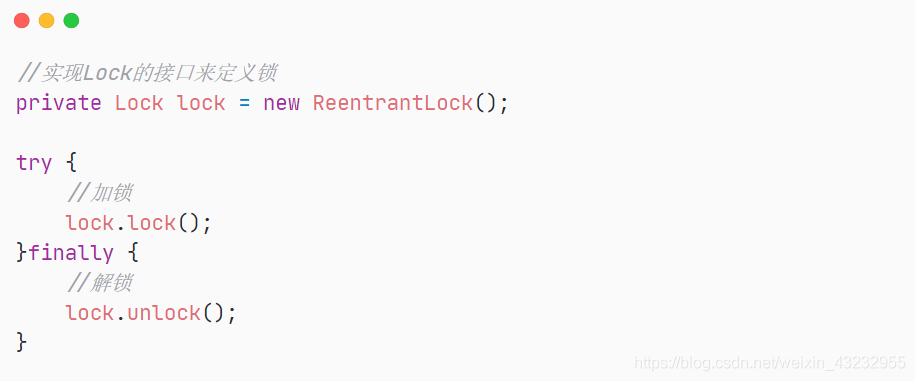 //实现Lock的接口来定义锁
private Lock lock = new ReentrantLock();
try {
//加锁
lock.lock();
}finally {
//解锁
lock.unlock();
}
https://blog.csdn.net/weixin_43232955